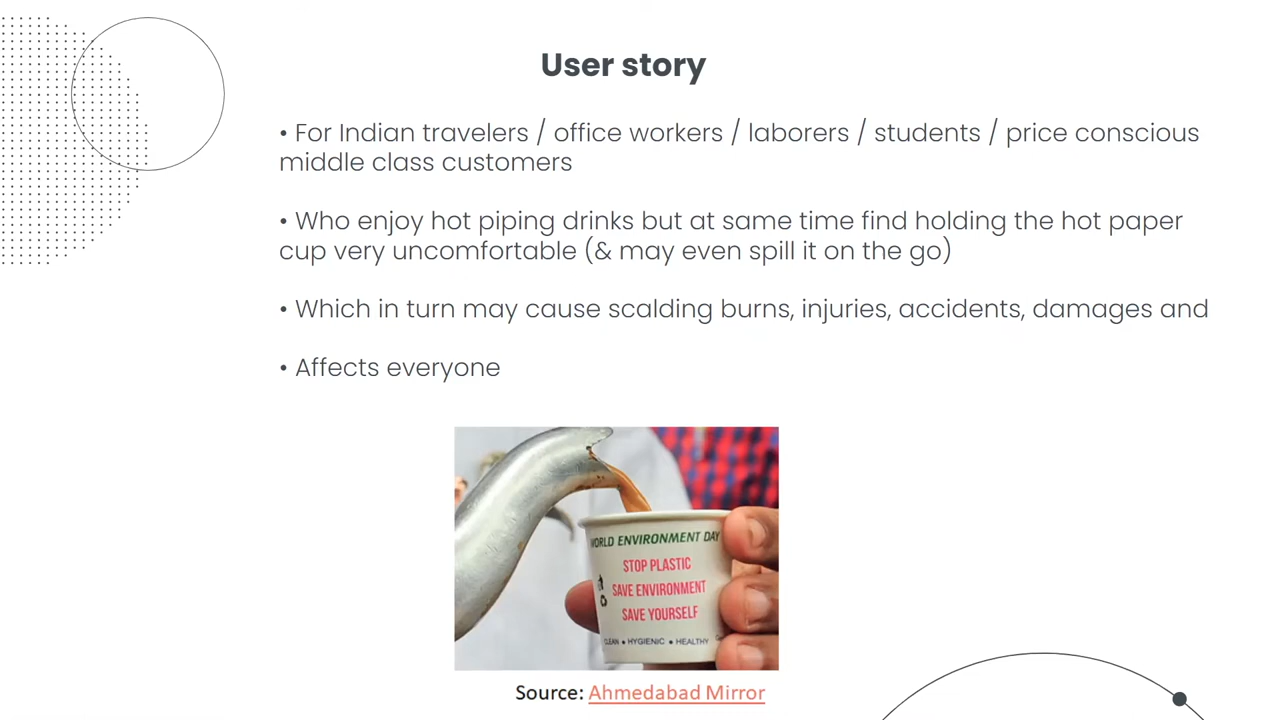 User story
• For Indian travelers / office workers / laborers / students / price conscious
middle class customers
• Who enjoy hot piping drinks but at same time find holding the hot paper
cup very uncomfortable (& may even spill it on the go)
• Which in turn may cause scalding burns, injuries, accidents, damages and
• Affects everyone
WORLD ENVIRONMENT DAY
STOP PLASTIC
SAVE ENVIRONMENT
SAVE YOURSELF
CLEAN • HYGIENIC • HEALTHY
Source: Ahmedabad Mirror